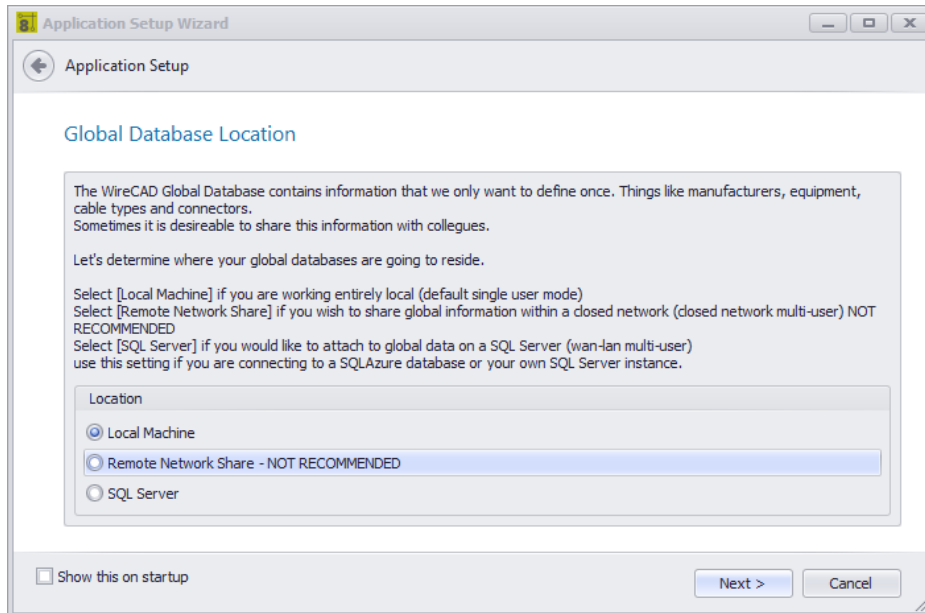 8
Application Setup Wizard
Application Setup
Global Database Location
The WireCAD Global Database contains information that we only want to define once. Things like manufacturers, equipment,
cable types and connectors.
Sometimes it is desireable to share this information with collegues.
Let's determine where your global databases are going to reside.
Select [Local Machine] if you are working entirely local (default single user mode)
Select [Remote Network Share] if you wish to share global information within a closed network (closed network multi-user) NOT
RECOMMENDED
Select [SQL Server] if you would like to attach to global data on a SQL Server (wan-lan multi-user)
use this setting if you are connecting to a SQLAzure database or your own SQL Server instance.
Location
Local Machine
Remote Network Share - NOT RECOMMENDED
SQL Server
Show this on startup
Next >
Cancel